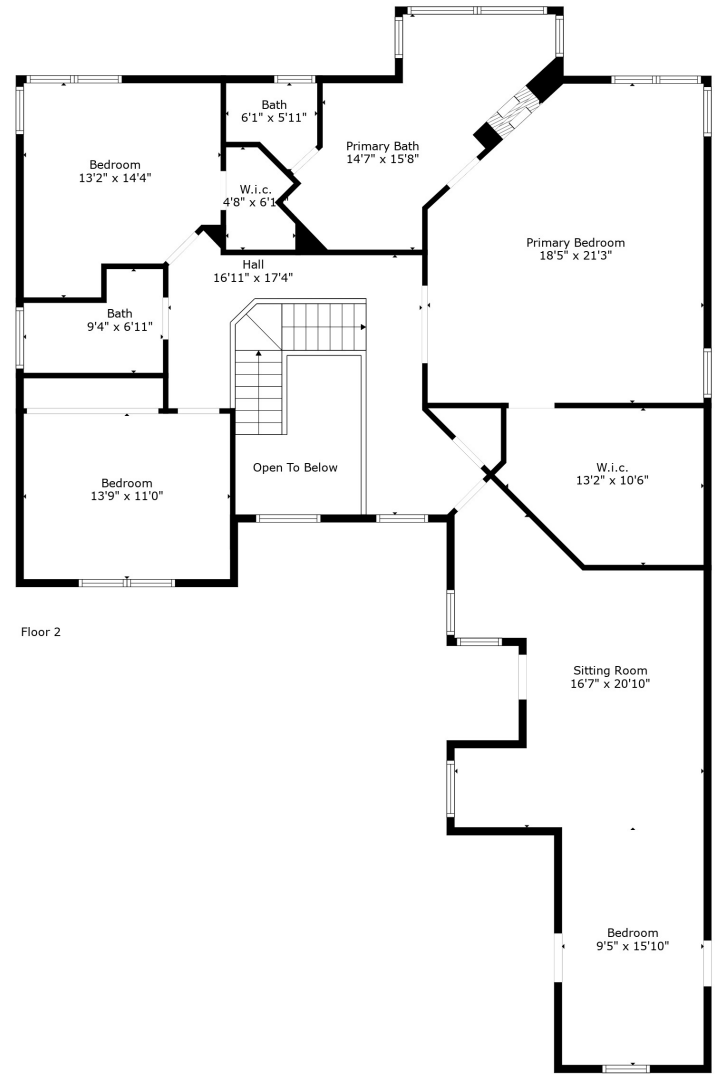 Bath
6'1" x 5'11"
Primary Bath
14'7" x 15'8"
Bedroom
13'2" x 14'4"
W.i.c.
4'8" x
Primary Bedroom
18'5" x 21'3"
Hall
16'11" x 17'4"
Bath
9'4" x 6'11"
Open To Below
W.i.c.
13'2" x 10'6"
Bedroom
13'9" x 11'0"
Floor 2
Sitting Room
16'7" x 20'10"
Bedroom
9'5" x 15'10"